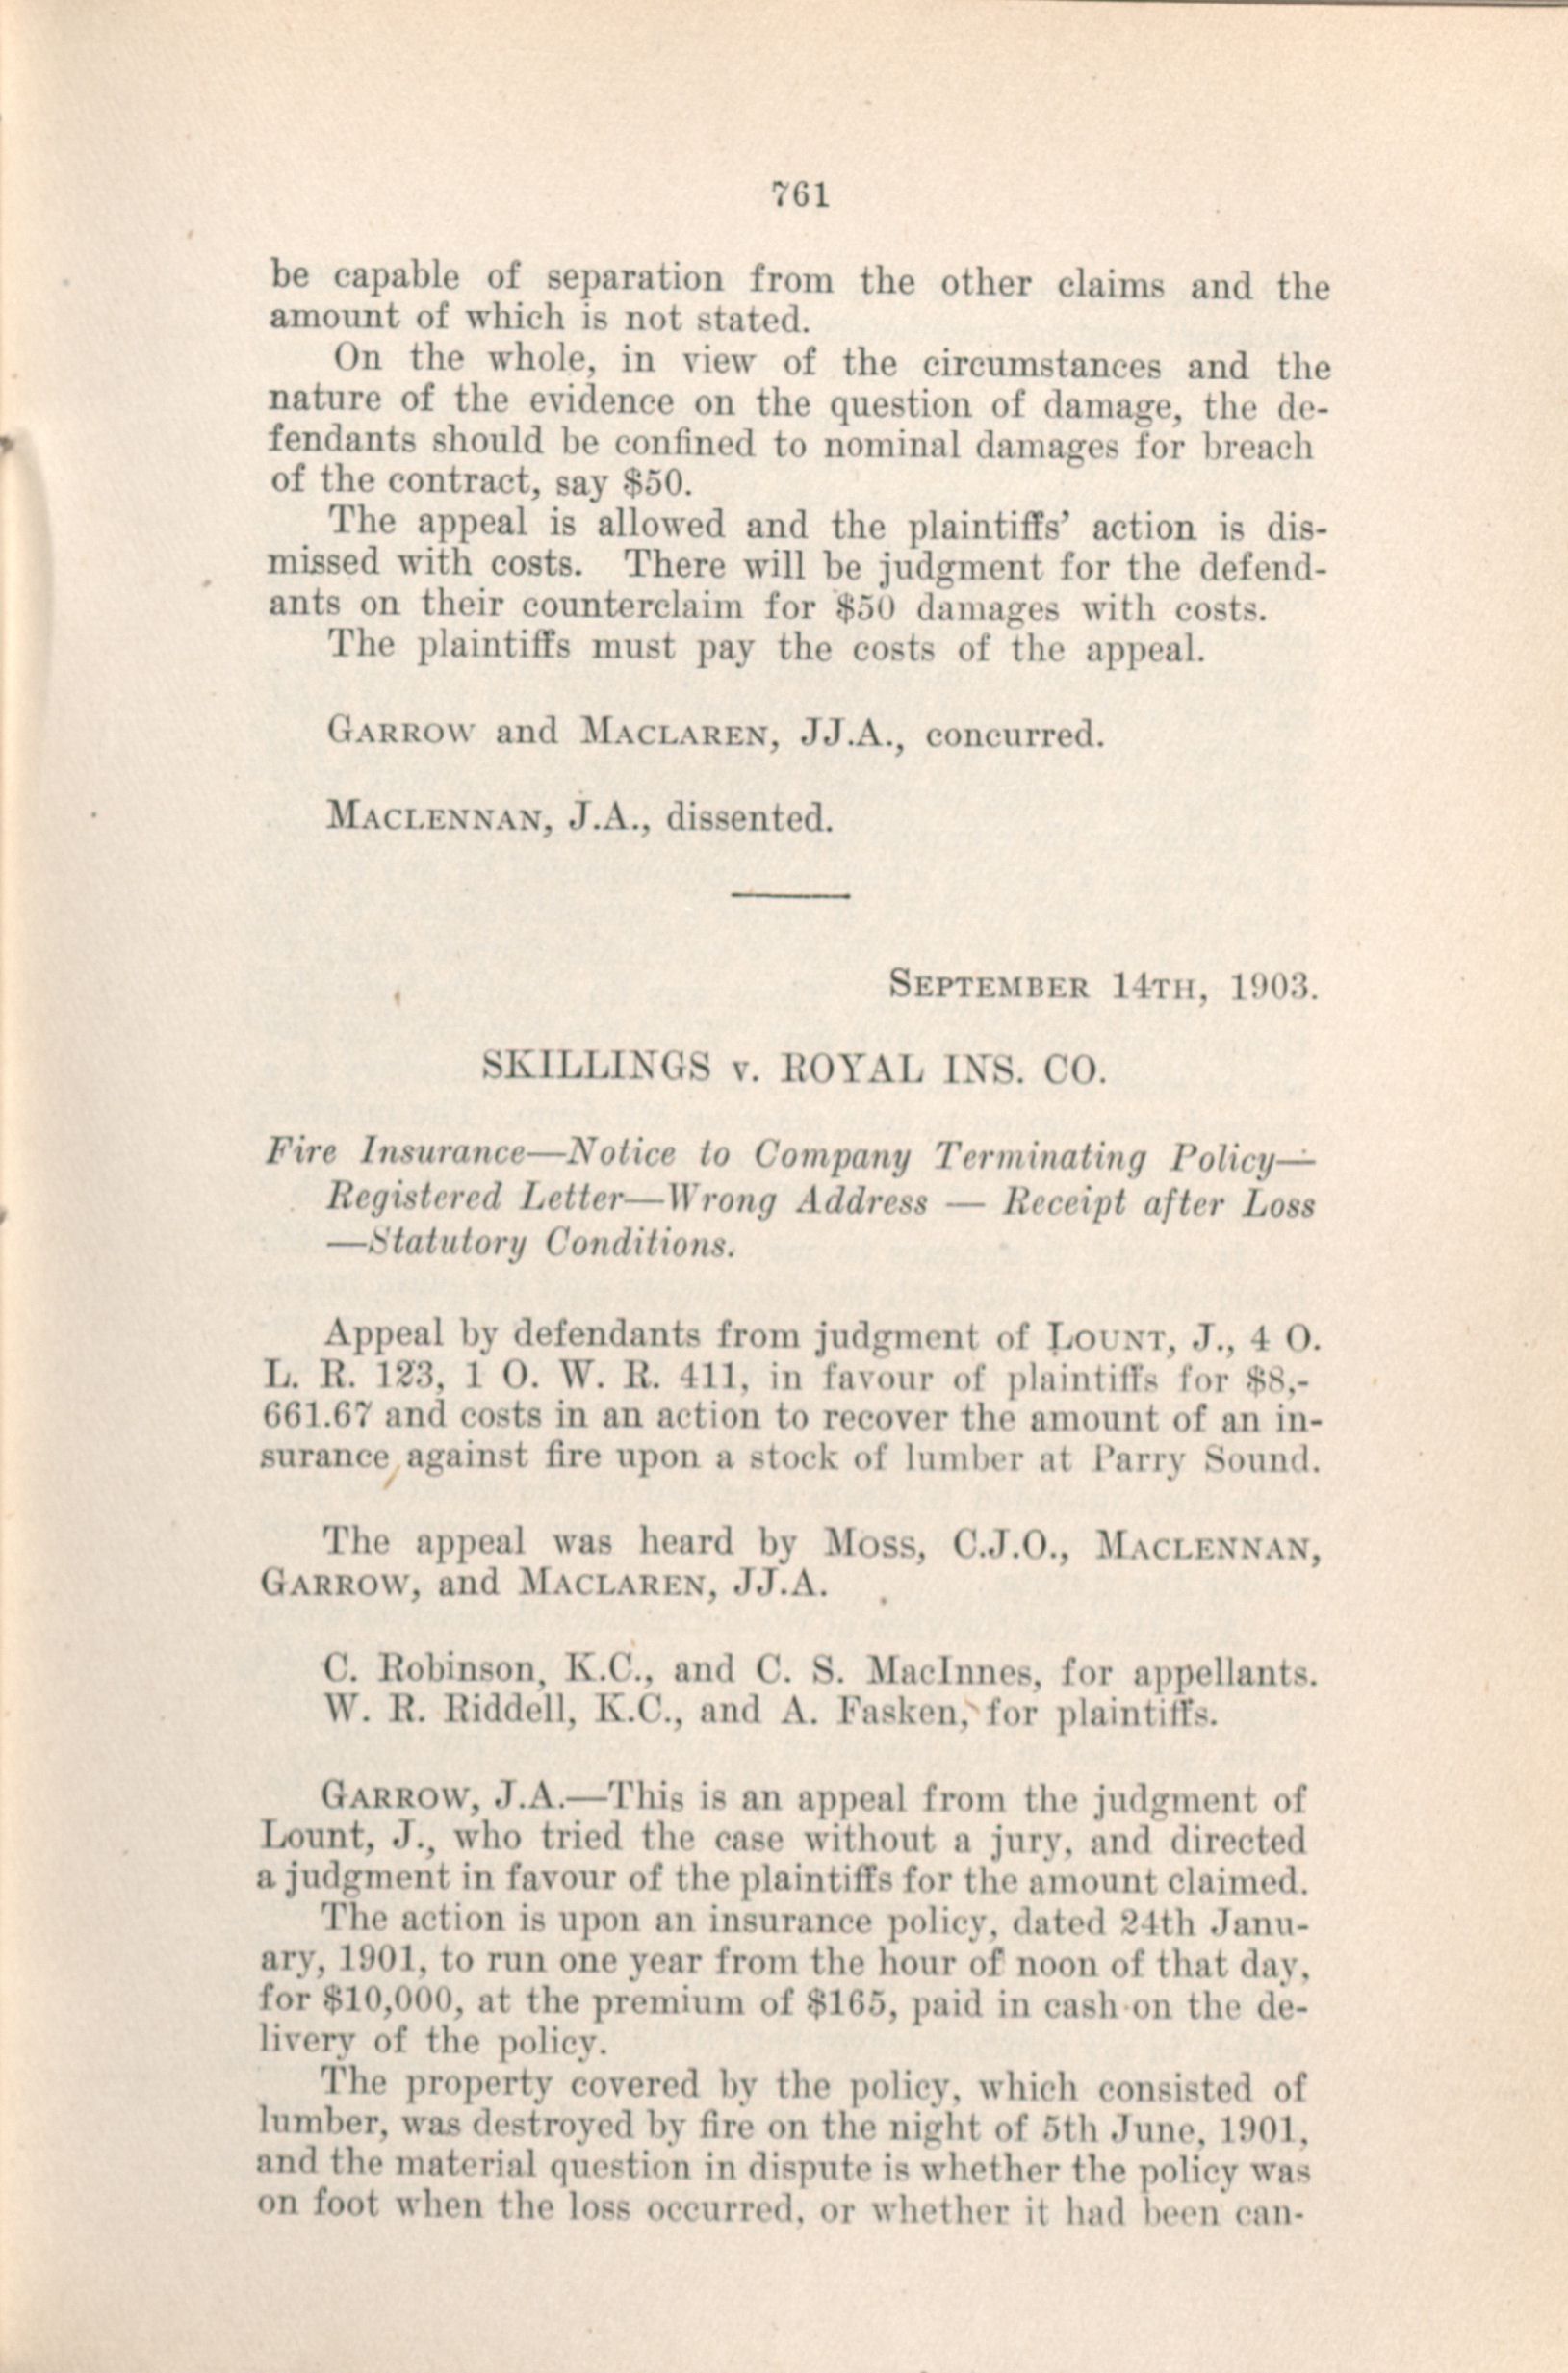 761
be capable of separation from the other claims and the
amount of which is not stated.
On the whole, in view of the circumstances and the
nature of the evidence on the question of damage, the de-
fendants should be confined to nominal damages for breach
of the contract, say $50.
The appeal is allowed and the plaintiffs' action is dis-
missed with costs. There will be judgment for the defend-
ants on their counterclaim for $50 damages with costs.
The plaintiffs must pay the costs of the appeal.
GARROW and MACLAREN, JJ.A., concurred.
MACLENNAN, J.A., dissented.
SEPTEMBER 14TH, 1903.
SKILLINGS v. ROYAL INS. CO.
Fire Insurance—Notice to Company Terminating Policy—
Registered Letter—Wrong Address — Receipt after Loss
—Statutory Conditions.
Appeal by defendants from judgment of LOUNT, J., 4 O.
L. R. 123, 1 O. W. R. 411, in favour of plaintiffs for $8,-
661.67 and costs in an action to recover the amount of an in-
surance against fire upon a stock of lumber at Parry Sound.
The appeal was heard by MOSS, C.J.O., MACLENNAN,
GARROW, and MACLAREN, JJ.A.
C. Robinson, K.C., and C. S. MacInnes, for appellants.
W. R. Riddell, K.C., and A. Fasken, for plaintiffs.
GARROW, J.A.—This is an appeal from the judgment of
Lount, J., who tried the case without a jury, and directed
a judgment in favour of the plaintiffs for the amount claimed.
The action is upon an insurance policy, dated 24th Janu-
ary, 1901, to run one year from the hour of noon of that day,
for $10,000, at the premium of $165, paid in cash on the de-
livery of the policy.
The property covered by the policy, which consisted of
lumber, was destroyed by fire on the night of 5th June, 1901,
and the material question in dispute is whether the policy was
on foot when the loss occurred, or whether it had been can-